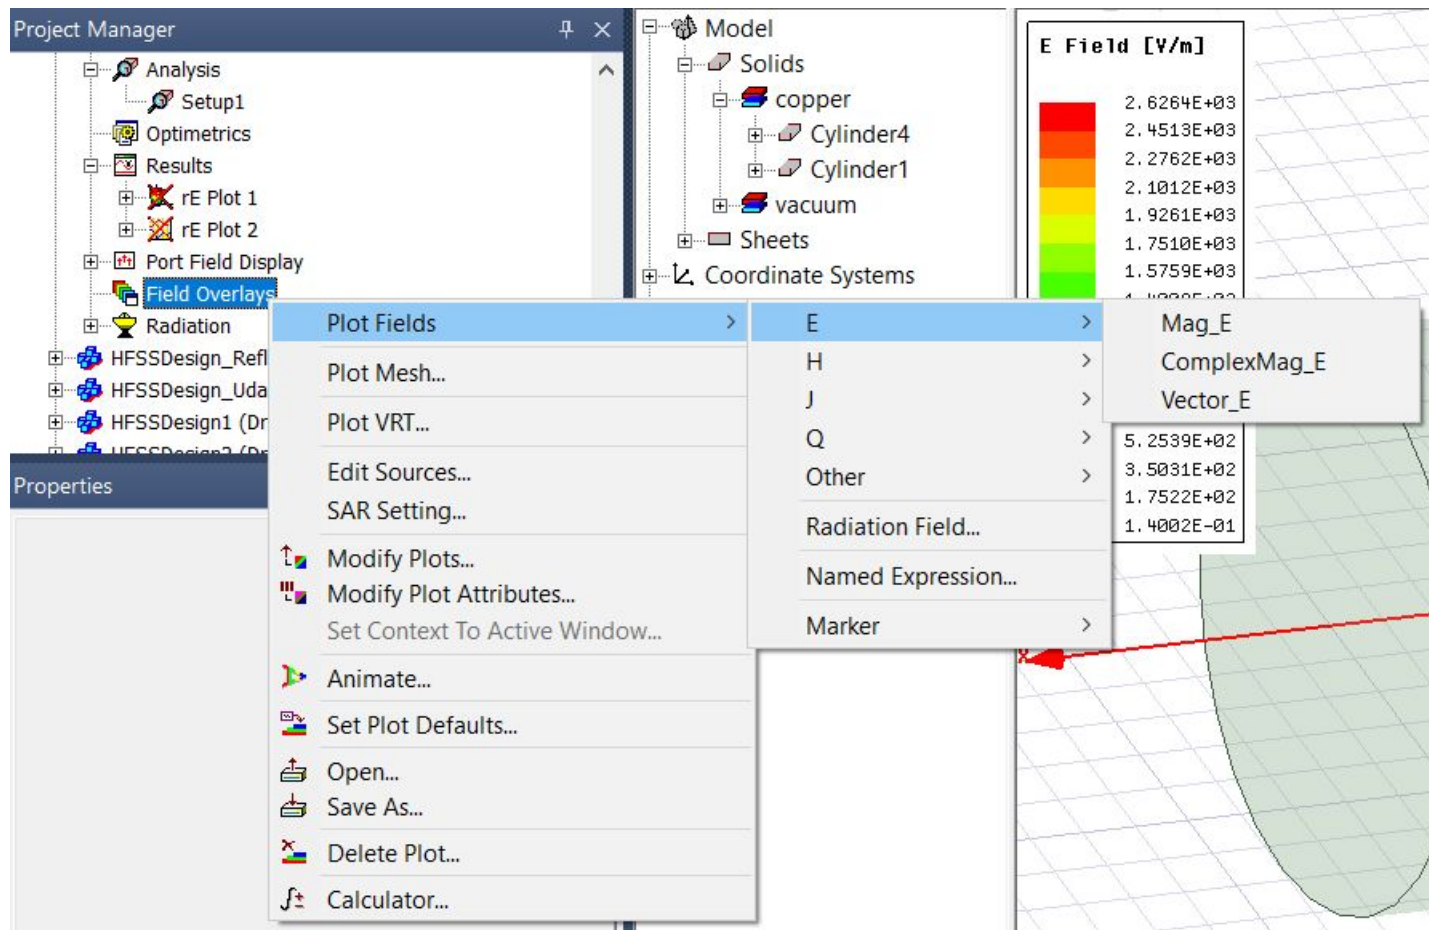 Project Manager
Analysis
Setup1
Optimetrics
Results
rE Plot 1
rE Plot 2
Port Field Display
Field Overlays
Radiation
HFSSDesign_Refl
HFSSDesign_Uda
HFSSDesign1 (Dr
Properties
Model
Solids
copper
Cylinder4
Cylinder1
vacuum
Sheets
Coordinate Systems
E Field [V/m]
2.6264E+03
2.4513E+03
2.2762E+03
2.1012E+03
1.9261E+03
1.7510E+03
1.5759E+03
5.2539E+02
3.5031E+02
1.7522E+02
1.4002E-01
Plot Fields
Plot Mesh...
Plot VRT...
Edit Sources...
SAR Setting...
Modify Plots...
Modify Plot Attributes...
Set Context To Active Window...
Animate...
Set Plot Defaults...
Open...
Save As...
Delete Plot...
Calculator...
E
H
J
Q
Other
Radiation Field...
Named Expression...
Marker
Mag_E
ComplexMag_E
Vector_E